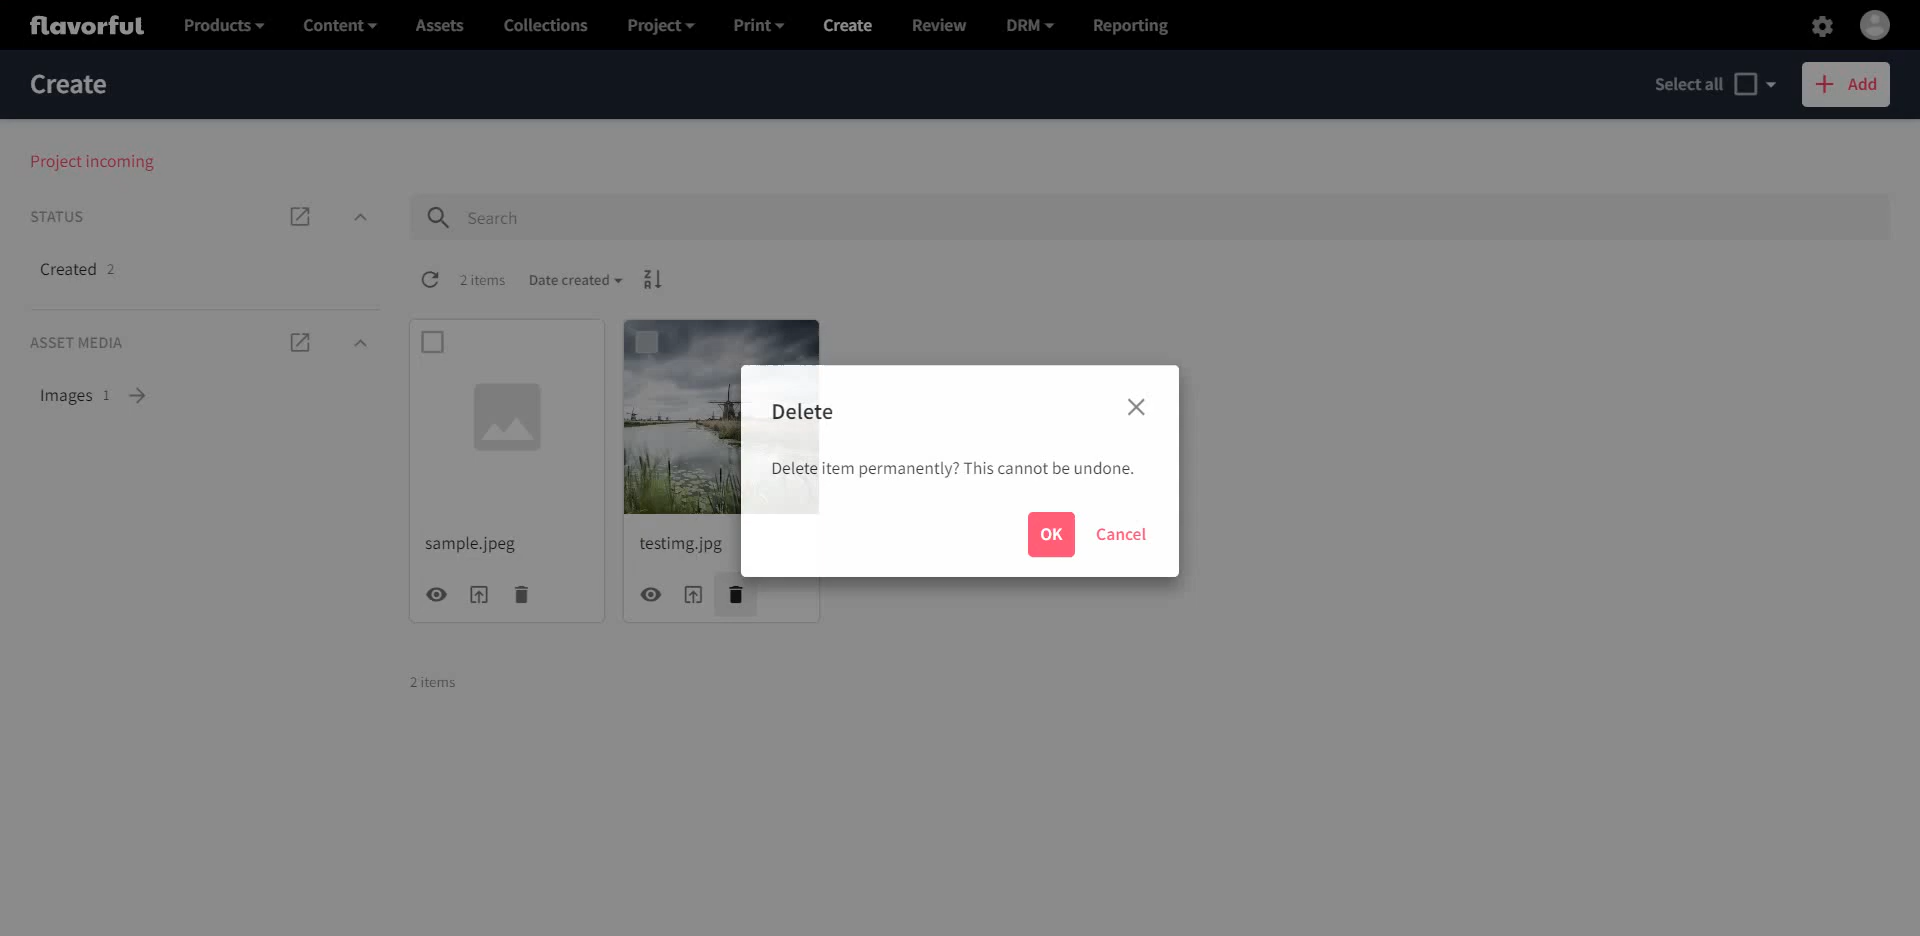 flavorful Products Content Assets Collections Project Print Create Review DRM Reporting
Create
Select all
Add
Project incoming
STATUS
Created 2
ASSET MEDIA
Images 1
Search
2 items Date created
Z
A
sample.jpeg
testimg.jpg
2 items
Delete
Delete item permanently? This cannot be undone.
OK Cancel